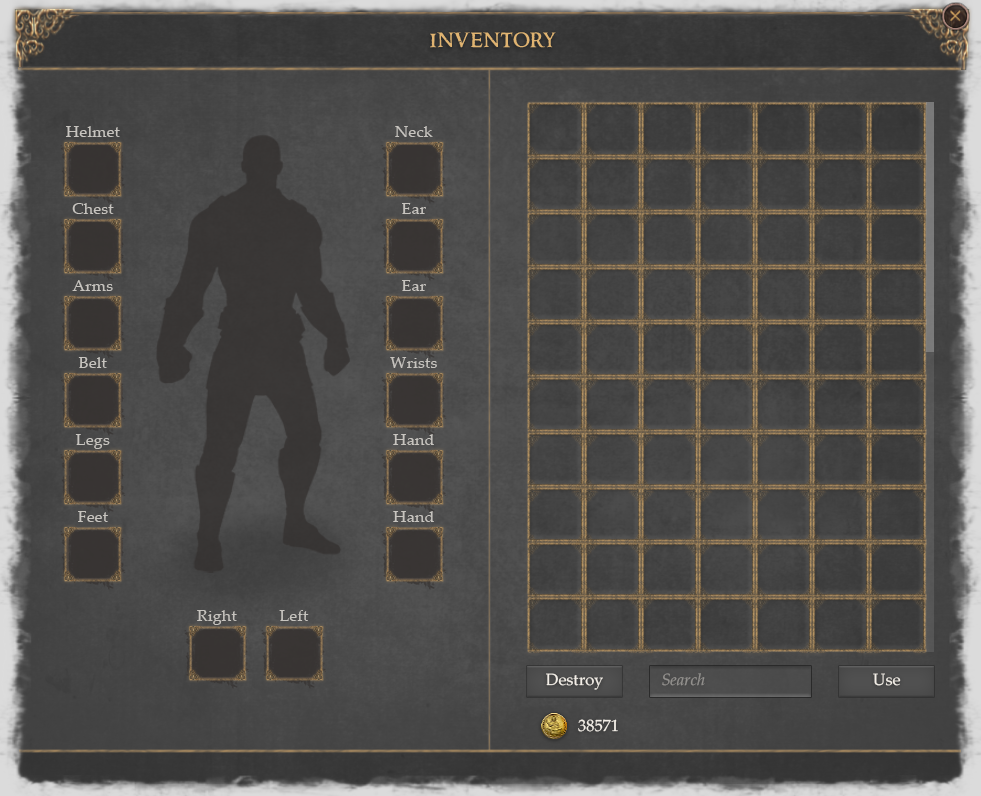 INVENTORY
Helmet
Neck
Chest
Ear
Arms
Ear
Belt
Wrists
Legs
Hand
Feet
Hand
Right
Left
Destroy
Search
Use
38571